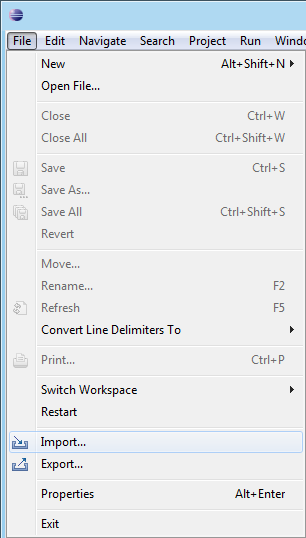 File Edit Navigate Search Project Run Windo
New Alt+Shift+N
Open File...
Close Ctrl+W
Close All Ctrl+Shift+W
Save Ctrl+S
Save As...
Save All Ctrl+Shift+S
Revert
Move...
Rename... F2
Refresh F5
Convert Line Delimiters To
Print... Ctrl+P
Switch Workspace
Restart
Import...
Export...
Properties Alt+Enter
Exit